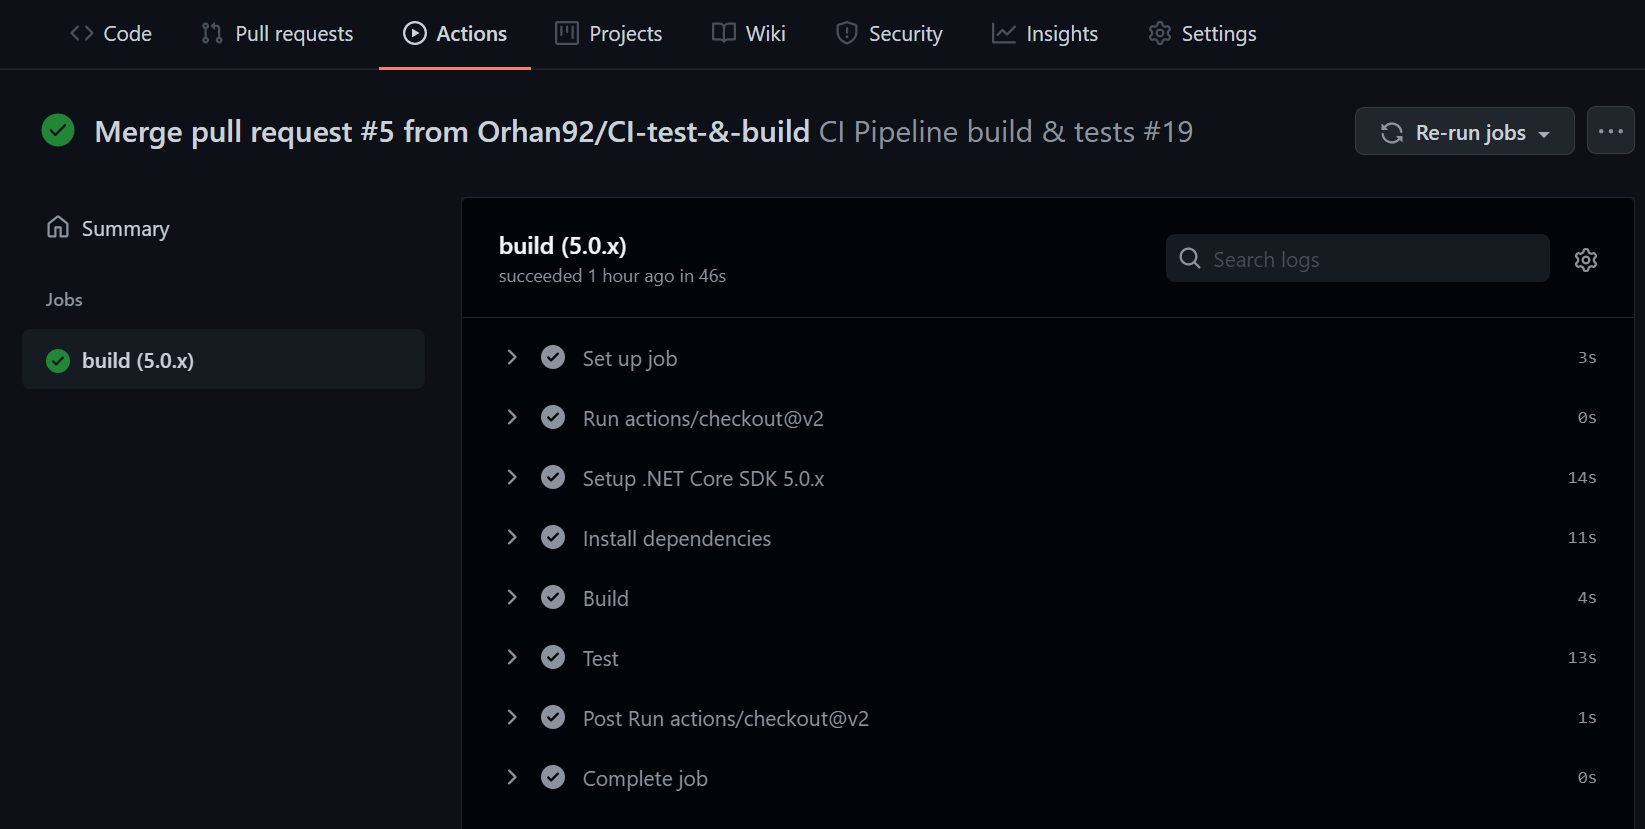 Code Pull requests Actions Projects Wiki Security Insights Settings
Merge pull request #5 from Orhan92/CI-test-&-build CI Pipeline build & tests #19
Re-run jobs
Summary
Jobs
build (5.0.x)
build (5.0.x)
succeeded 1 hour ago in 46s
Search logs
Set up job 3s
Run actions/checkout@v2 0s
Setup .NET Core SDK 5.0.x 14s
Install dependencies 11s
Build 4s
Test 13s
Post Run actions/checkout@v2 1s
Complete job 0s